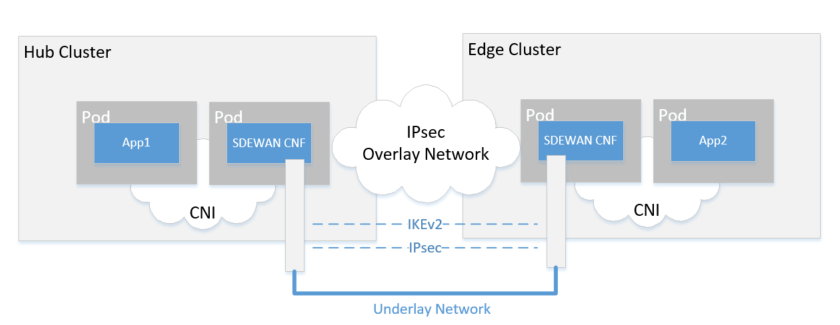 Hub Cluster
Edge Cluster
Pod
App1
Pod
SDEWAN CNF
IPsec
Overlay Network
Pod
SDEWAN CNF
Pod
App2
CNI
CNI
IKEv2
IPsec
Underlay Network